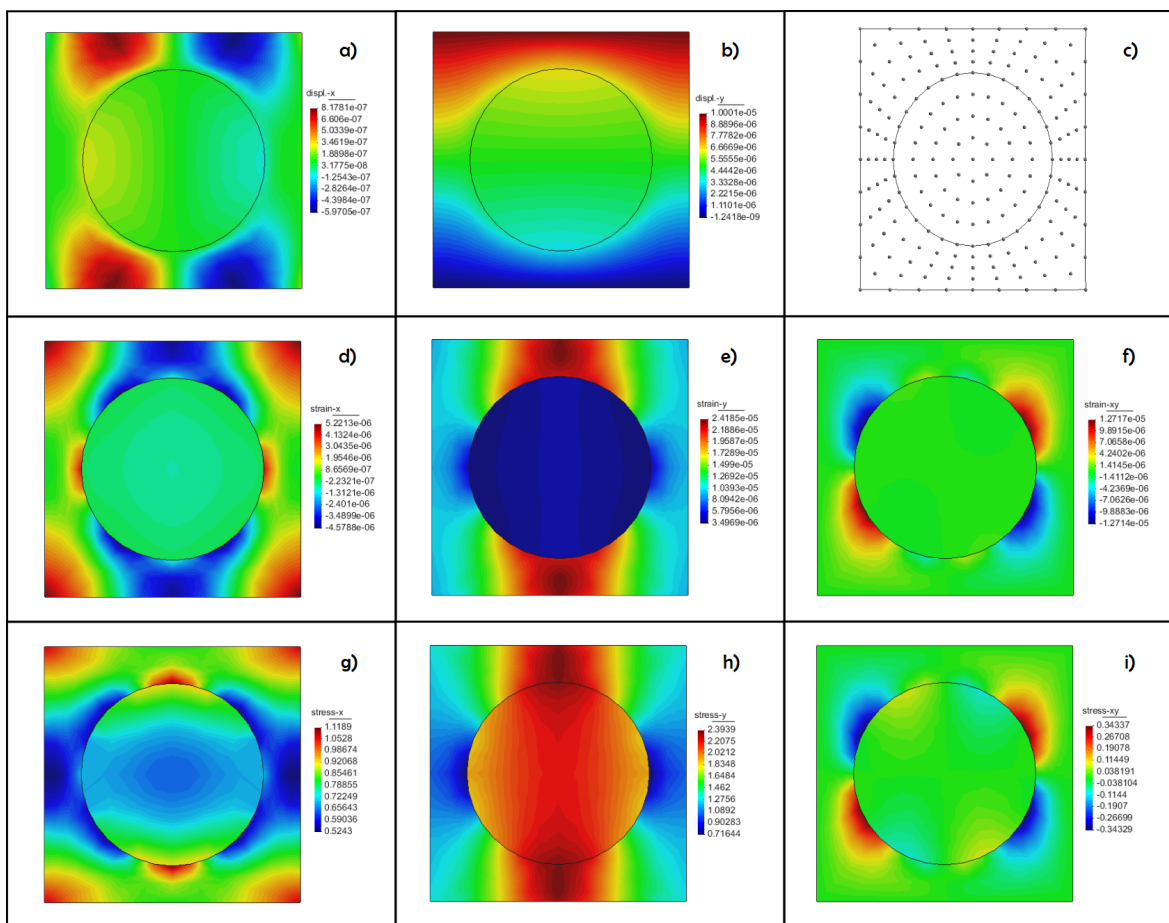 a)
displ.-x
8.1781e-07
6.606e-07
5.0339e-07
3.4619e-07
1.8898e-07
3.1775e-08
-1.2543e-07
-2.8264e-07
-4.3984e-07
-5.9705e-07
b)
displ.-y
1.0001e-05
8.8896e-06
7.7782e-06
6.6669e-06
5.5555e-06
4.4442e-06
3.3328e-06
2.2215e-06
1.1101e-06
-1.2418e-09
c)
d)
strain-x
5.2213e-06
4.1324e-06
3.0435e-06
1.9546e-06
8.6569e-07
-2.2321e-07
-1.3121e-06
-2.401e-06
-3.4899e-06
-4.5788e-06
e)
strain-y
2.4185e-05
2.1886e-05
1.9587e-05
1.7289e-05
1.499e-05
1.2692e-05
1.0393e-05
8.0942e-06
5.7956e-06
3.4969e-06
f)
strain-xy
1.2717e-05
9.8915e-06
7.0658e-06
4.2402e-06
1.4145e-06
-1.4112e-06
-4.2369e-06
-7.0626e-06
-9.8883e-06
-1.2714e-05
g)
stress-x
1.1189
1.0528
0.98674
0.92068
0.85461
0.78855
0.72249
0.65643
0.59036
0.5243
h)
stress-y
2.3939
2.2075
2.0212
1.8348
1.6484
1.462
1.2756
1.0892
0.90283
0.71644
i)
stress-xy
0.34337
0.26708
0.19078
0.11449
0.038191
-0.038104
-0.1144
-0.1907
-0.26699
-0.34329